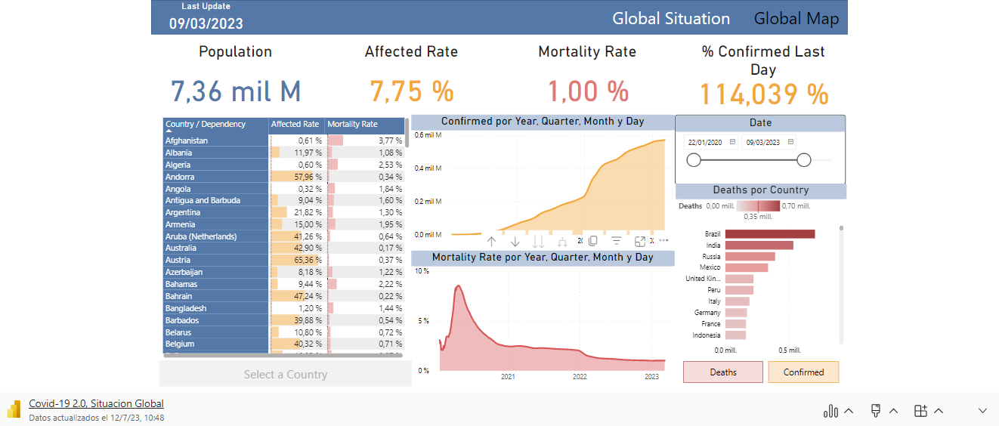 Last Update
09/03/2023
Global Situation
Global Map
Population
Affected Rate
Mortality Rate
% Confirmed Last
Day
7,36 mil M
7,75 %
1,00 %
114,039 %
Country / Dependency Affected Rate Mortality Rate
Afghanistan 0,61 % 3,77 %
Albania 11,97 % 1,08 %
Algeria 0,60 % 2,53 %
Andorra 57,96 % 0,34 %
Angola 0,32 % 1,84 %
Antigua and Barbuda 9,04 % 1,60 %
Argentina 21,82 % 1,30 %
Armenia 15,00 % 1,95 %
Aruba (Netherlands) 41,26 % 0,64 %
Australia 42,90 % 0,17 %
Austria 65,36 % 0,37 %
Azerbaijan 8,18 % 1,22 %
Bahamas 9,44 % 2,22 %
Bahrain 47,24 % 0,22 %
Bangladesh 1,20 % 1,44 %
Barbados 39,88 % 0,54 %
Belarus 10,80 % 0,72 %
Belgium 40,32 % 0,71 %
Select a Country
Confirmed por Year, Quarter, Month y Day
0,6 mil M
0,4 mil M
0,2 mil M
0,0 mil M
Mortality Rate por Year, Quarter, Month y Day
10 %
5 %
0 %
2021 2022 2023
Date
22/01/2020 09/03/2023
Deaths por Country
Deaths 0,00 mill. 0,70 mill.
0,35 mill.
Brazil
India
Russia
Mexico
United Kin...
Peru
Italy
Germany
France
Indonesia
0,0 mill. 0,5 mill.
Deaths Confirmed
Covid-19 2.0, Situacion Global
Datos actualizados el 12/7/23, 10:48